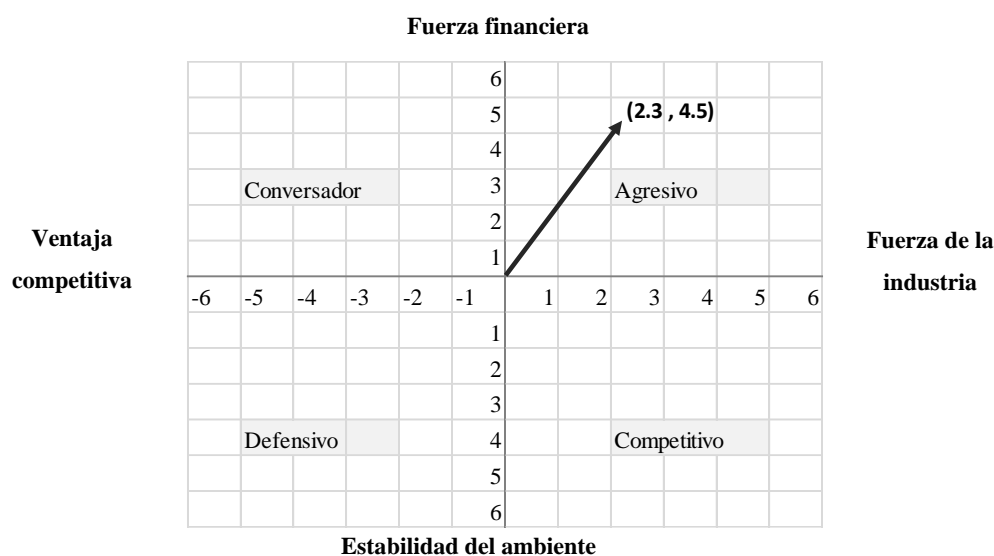 Fuerza financiera
6
5
(2.3 , 4.5)
4
Conversador
3
Agresivo
2
Ventaja
competitiva
1
Fuerza de la
industria
-6 -5 -4 -3 -2 -1 1 2 3 4 5 6
1
2
3
Defensivo
4
Competitivo
5
6
Estabilidad del ambiente